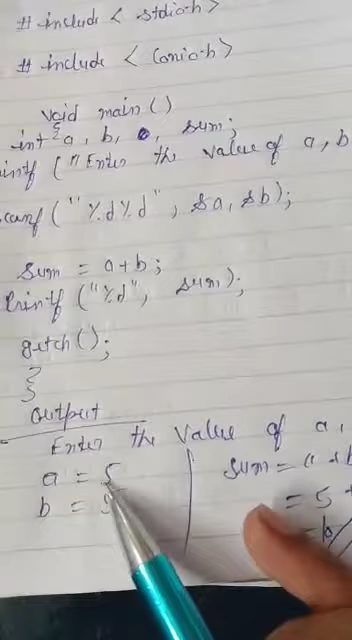 # include < stdio.h>
# include < Conio.h>
void main ()
int {a, b, sum;
intf ("Enter the value of a, b
canf ("%d%d", &a, &b);
sum = a+b;
Printf ("%d", sum);
getch ();
}
Output
Enter the value of a,
a = 5
b =
sum =
= 5